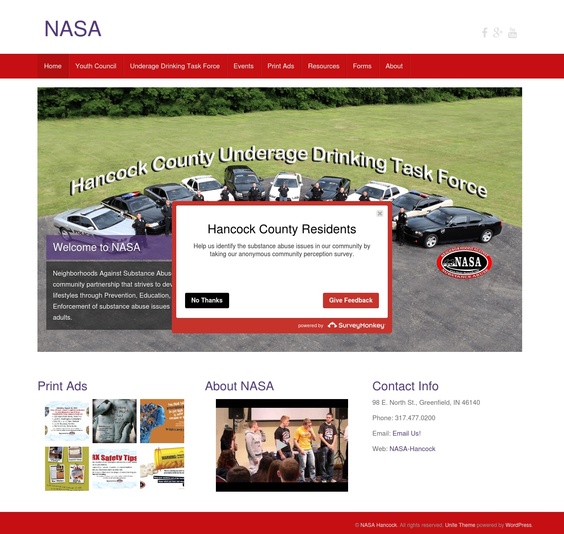 NASA
Home Youth Council Underage Drinking Task Force Events Print Ads Resources Forms About
Hancock County Underage Drinking Task Force
NASA
Welcome to NASA
Neighborhoods Against Substance Abus
community partnership that strives to dev
lifestyles through Prevention, Education,
Enforcement of substance abuse issues
adults.
Hancock County Residents
Help us identify the substance abuse issues in our community by
taking our anonymous community perception survey.
No Thanks Give Feedback
powered by SurveyMonkey
Print Ads
IX Safety Tips
About NASA
Contact Info
98 E. North St., Greenfield, IN 46140
Phone: 317.477.0200
Email: Email Us!
Web: NASA-Hancock
© NASA Hancock. All rights reserved. Unite Theme powered by WordPress.